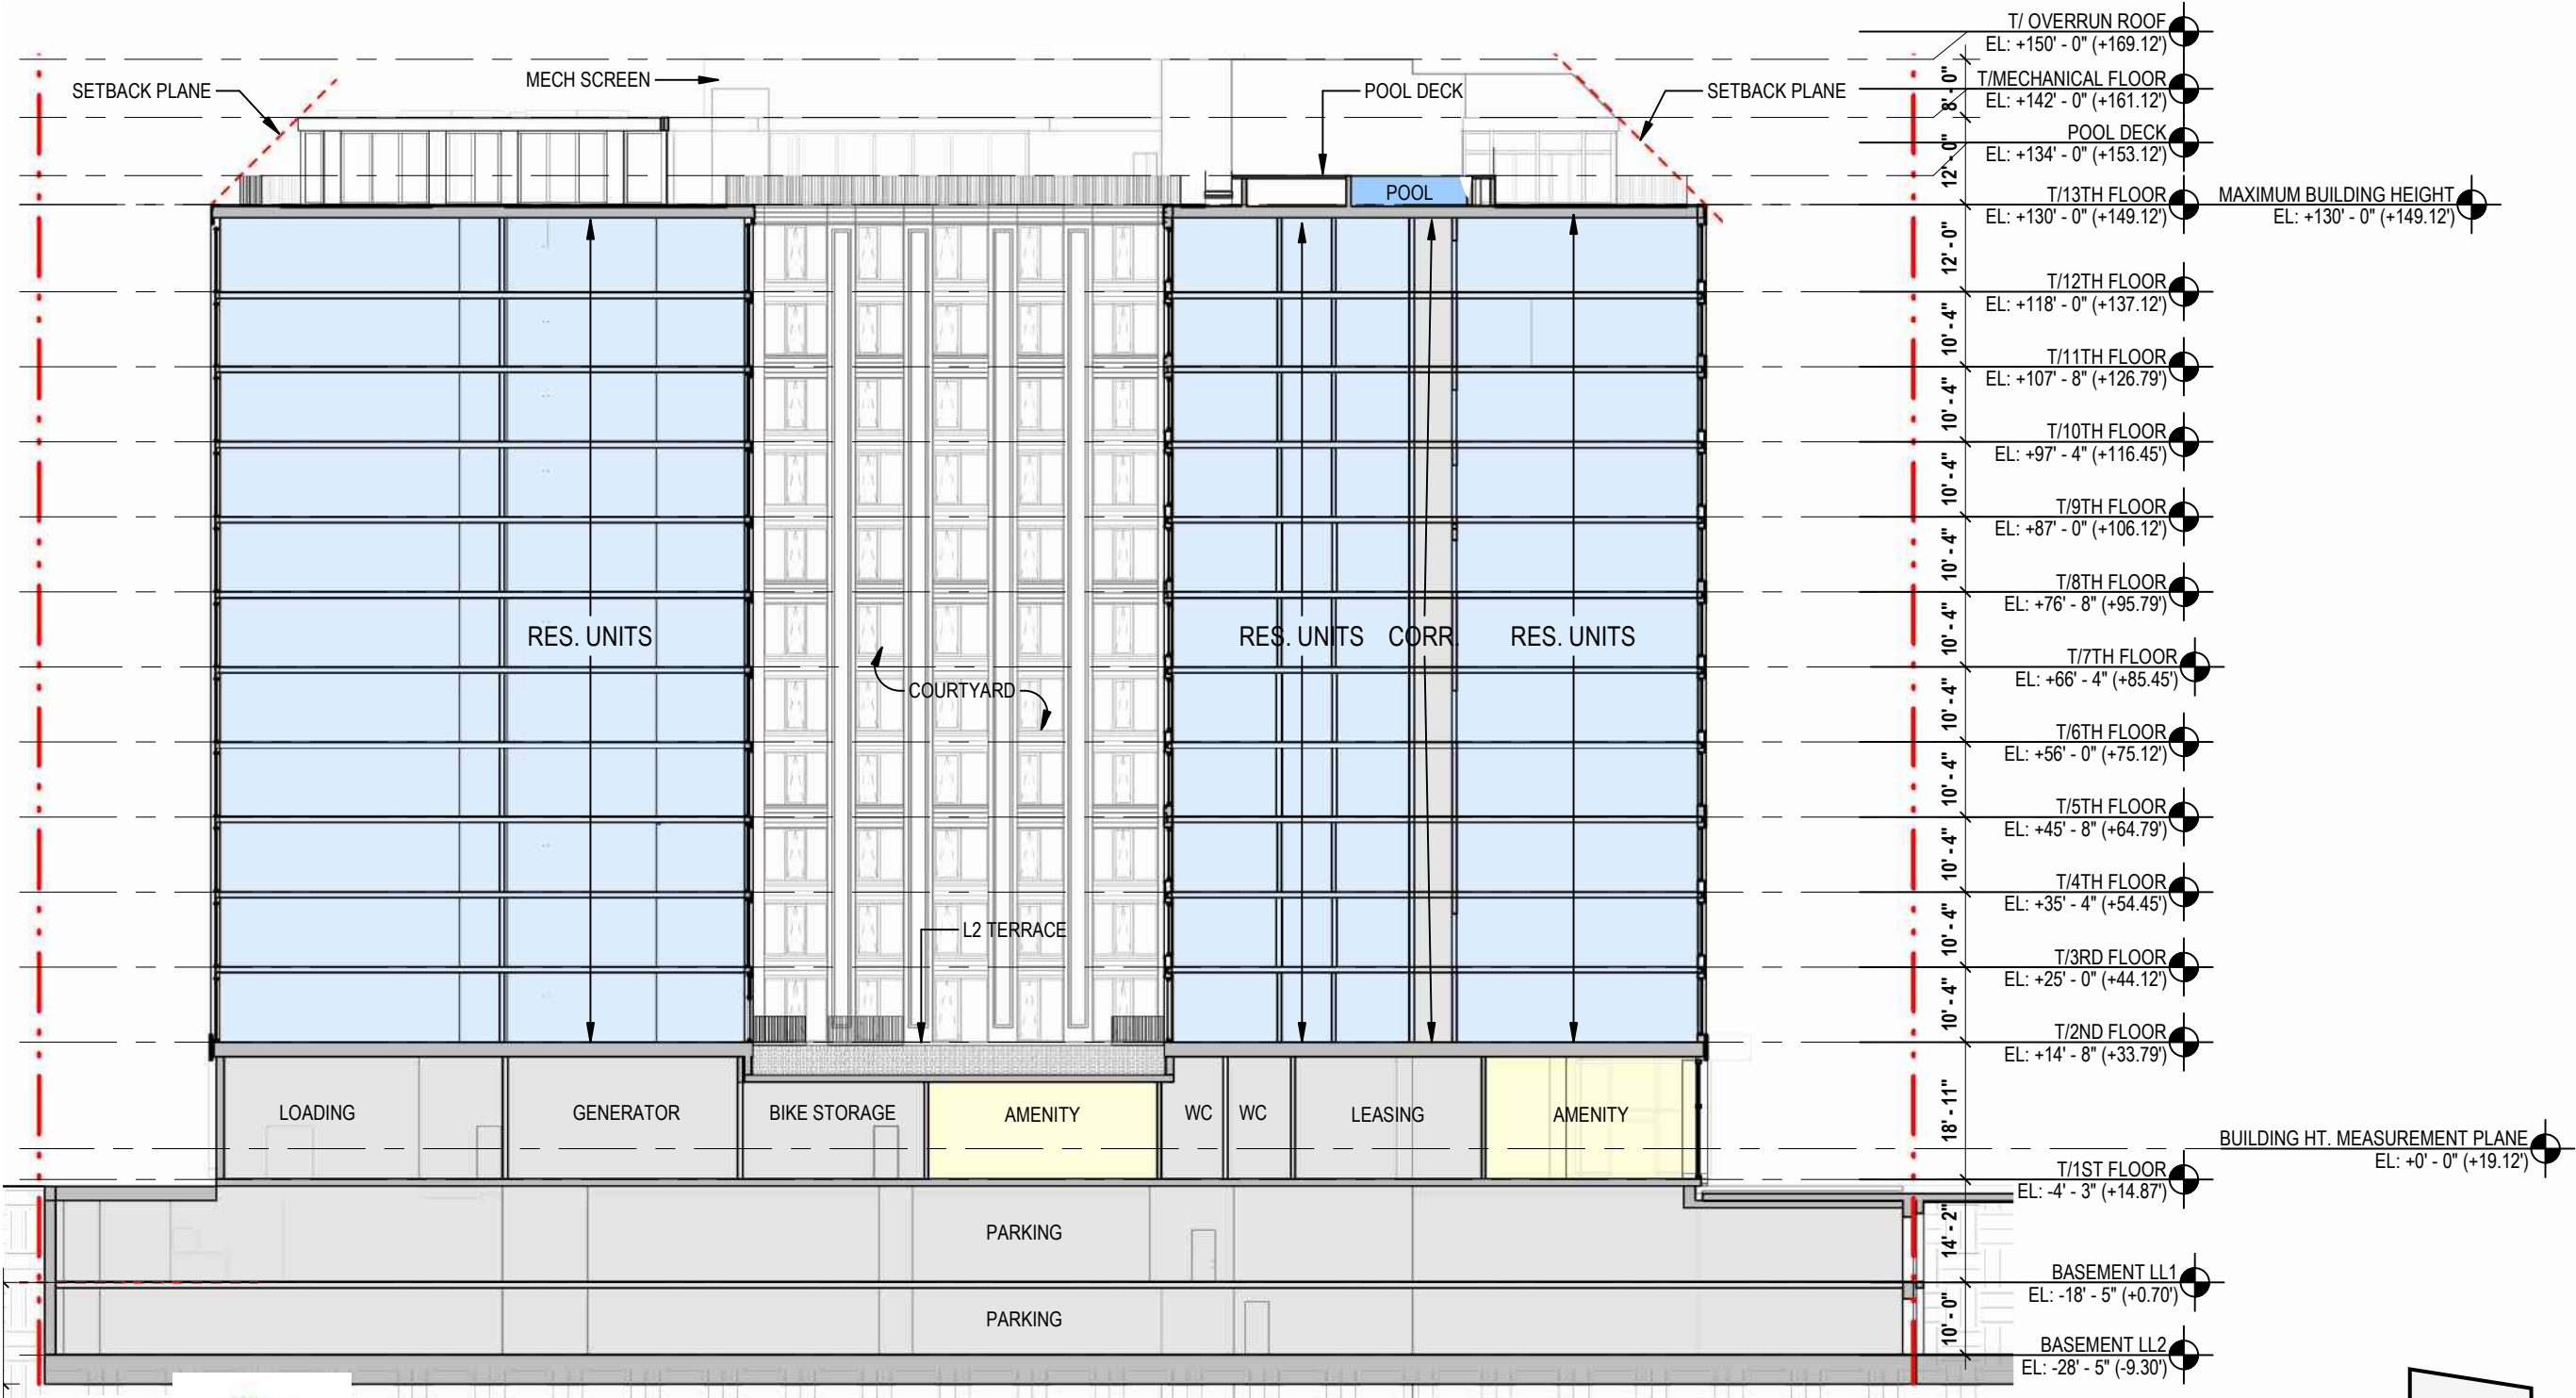 T/ OVERRUN ROOF
EL: +150' - 0" (+169.12')
MECH SCREEN
SETBACK PLANE
POOL DECK
SETBACK PLANE
8' - 0"
T/MECHANICAL FLOOR
EL: +142' - 0" (+161.12')
POOL DECK
EL: +134' - 0" (+153.12')
12' - 0"
POOL
T/13TH FLOOR
EL: +130' - 0" (+149.12')
MAXIMUM BUILDING HEIGHT
EL: +130' - 0" (+149.12')
12' - 0"
T/12TH FLOOR
EL: +118' - 0" (+137.12')
10' - 4"
T/11TH FLOOR
EL: +107' - 8" (+126.79')
10' - 4"
T/10TH FLOOR
EL: +97' - 4" (+116.45')
10' - 4"
T/9TH FLOOR
EL: +87' - 0" (+106.12')
10' - 4"
T/8TH FLOOR
EL: +76' - 8" (+95.79')
10' - 4"
RES. UNITS
RES. UNITS
CORR.
RES. UNITS
T/7TH FLOOR
EL: +66' - 4" (+85.45')
COURTYARD
10' - 4"
T/6TH FLOOR
EL: +56' - 0" (+75.12')
10' - 4"
T/5TH FLOOR
EL: +45' - 8" (+64.79')
10' - 4"
T/4TH FLOOR
EL: +35' - 4" (+54.45')
L2 TERRACE
10' - 4"
T/3RD FLOOR
EL: +25' - 0" (+44.12')
10' - 4"
T/2ND FLOOR
EL: +14' - 8" (+33.79')
LOADING
GENERATOR
BIKE STORAGE
AMENITY
WC
WC
LEASING
AMENITY
18' - 11"
BUILDING HT. MEASUREMENT PLANE
EL: +0' - 0" (+19.12')
T/1ST FLOOR
EL: -4' - 3" (+14.87')
PARKING
14' - 2"
BASEMENT LL1
EL: -18' - 5" (+0.70')
PARKING
10' - 0"
BASEMENT LL2
EL: -28' - 5" (-9.30')